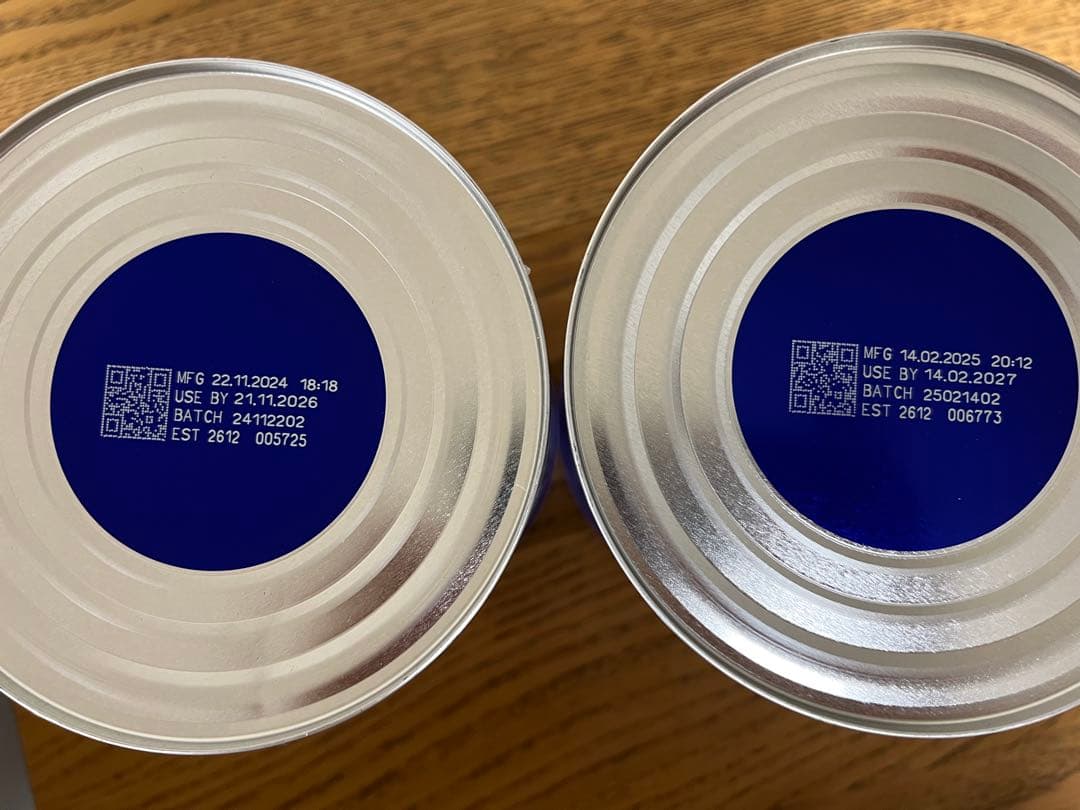 MFG 22.11.2024 18:18
USE BY 21.11.2026
BATCH 24112202
EST 2612 005725
MFG 14.02.2025 20:12
USE BY 14.02.2027
BATCH 25021402
EST 2612 006773